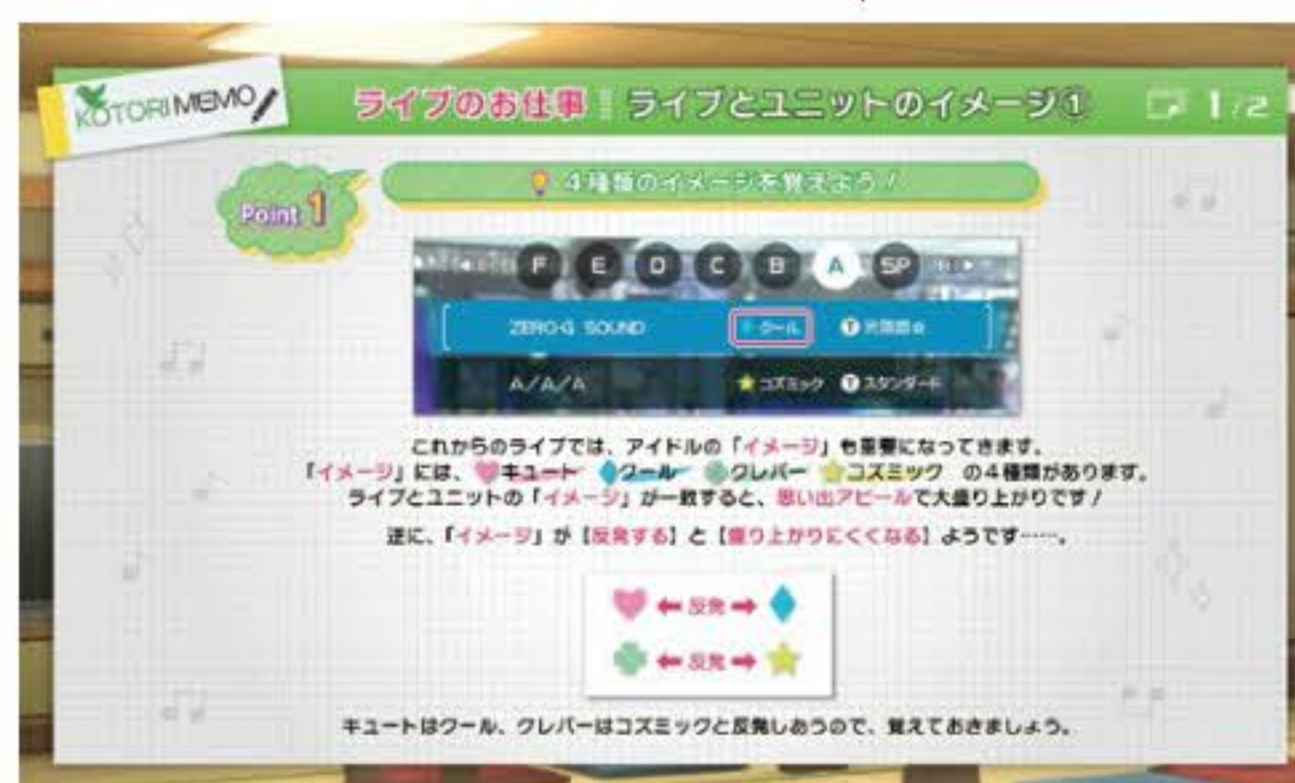 KOTORI MEMO
ライブのお仕事 ライブとユニットのイメージ① 1/2
Point 1
4種類のイメージを覚えよう!
F E D C B A SP
ZERO-G SOUND クール T
A/A/A コズミック T スタンダード
これからのライブでは、アイドルの「イメージ」も重要になってきます。
「イメージ」には、キュート クール クレバー コズミック の4種類があります。
ライブとユニットの「イメージ」が一致すると、思い出アピールで大盛り上がりです!
逆に、「イメージ」が【反発する】と【盛り上がりにくくなる】ようです……。
←反発→
←反発→
キュートはクール、クレバーはコズミックと反発しあうので、覚えておきましょう。